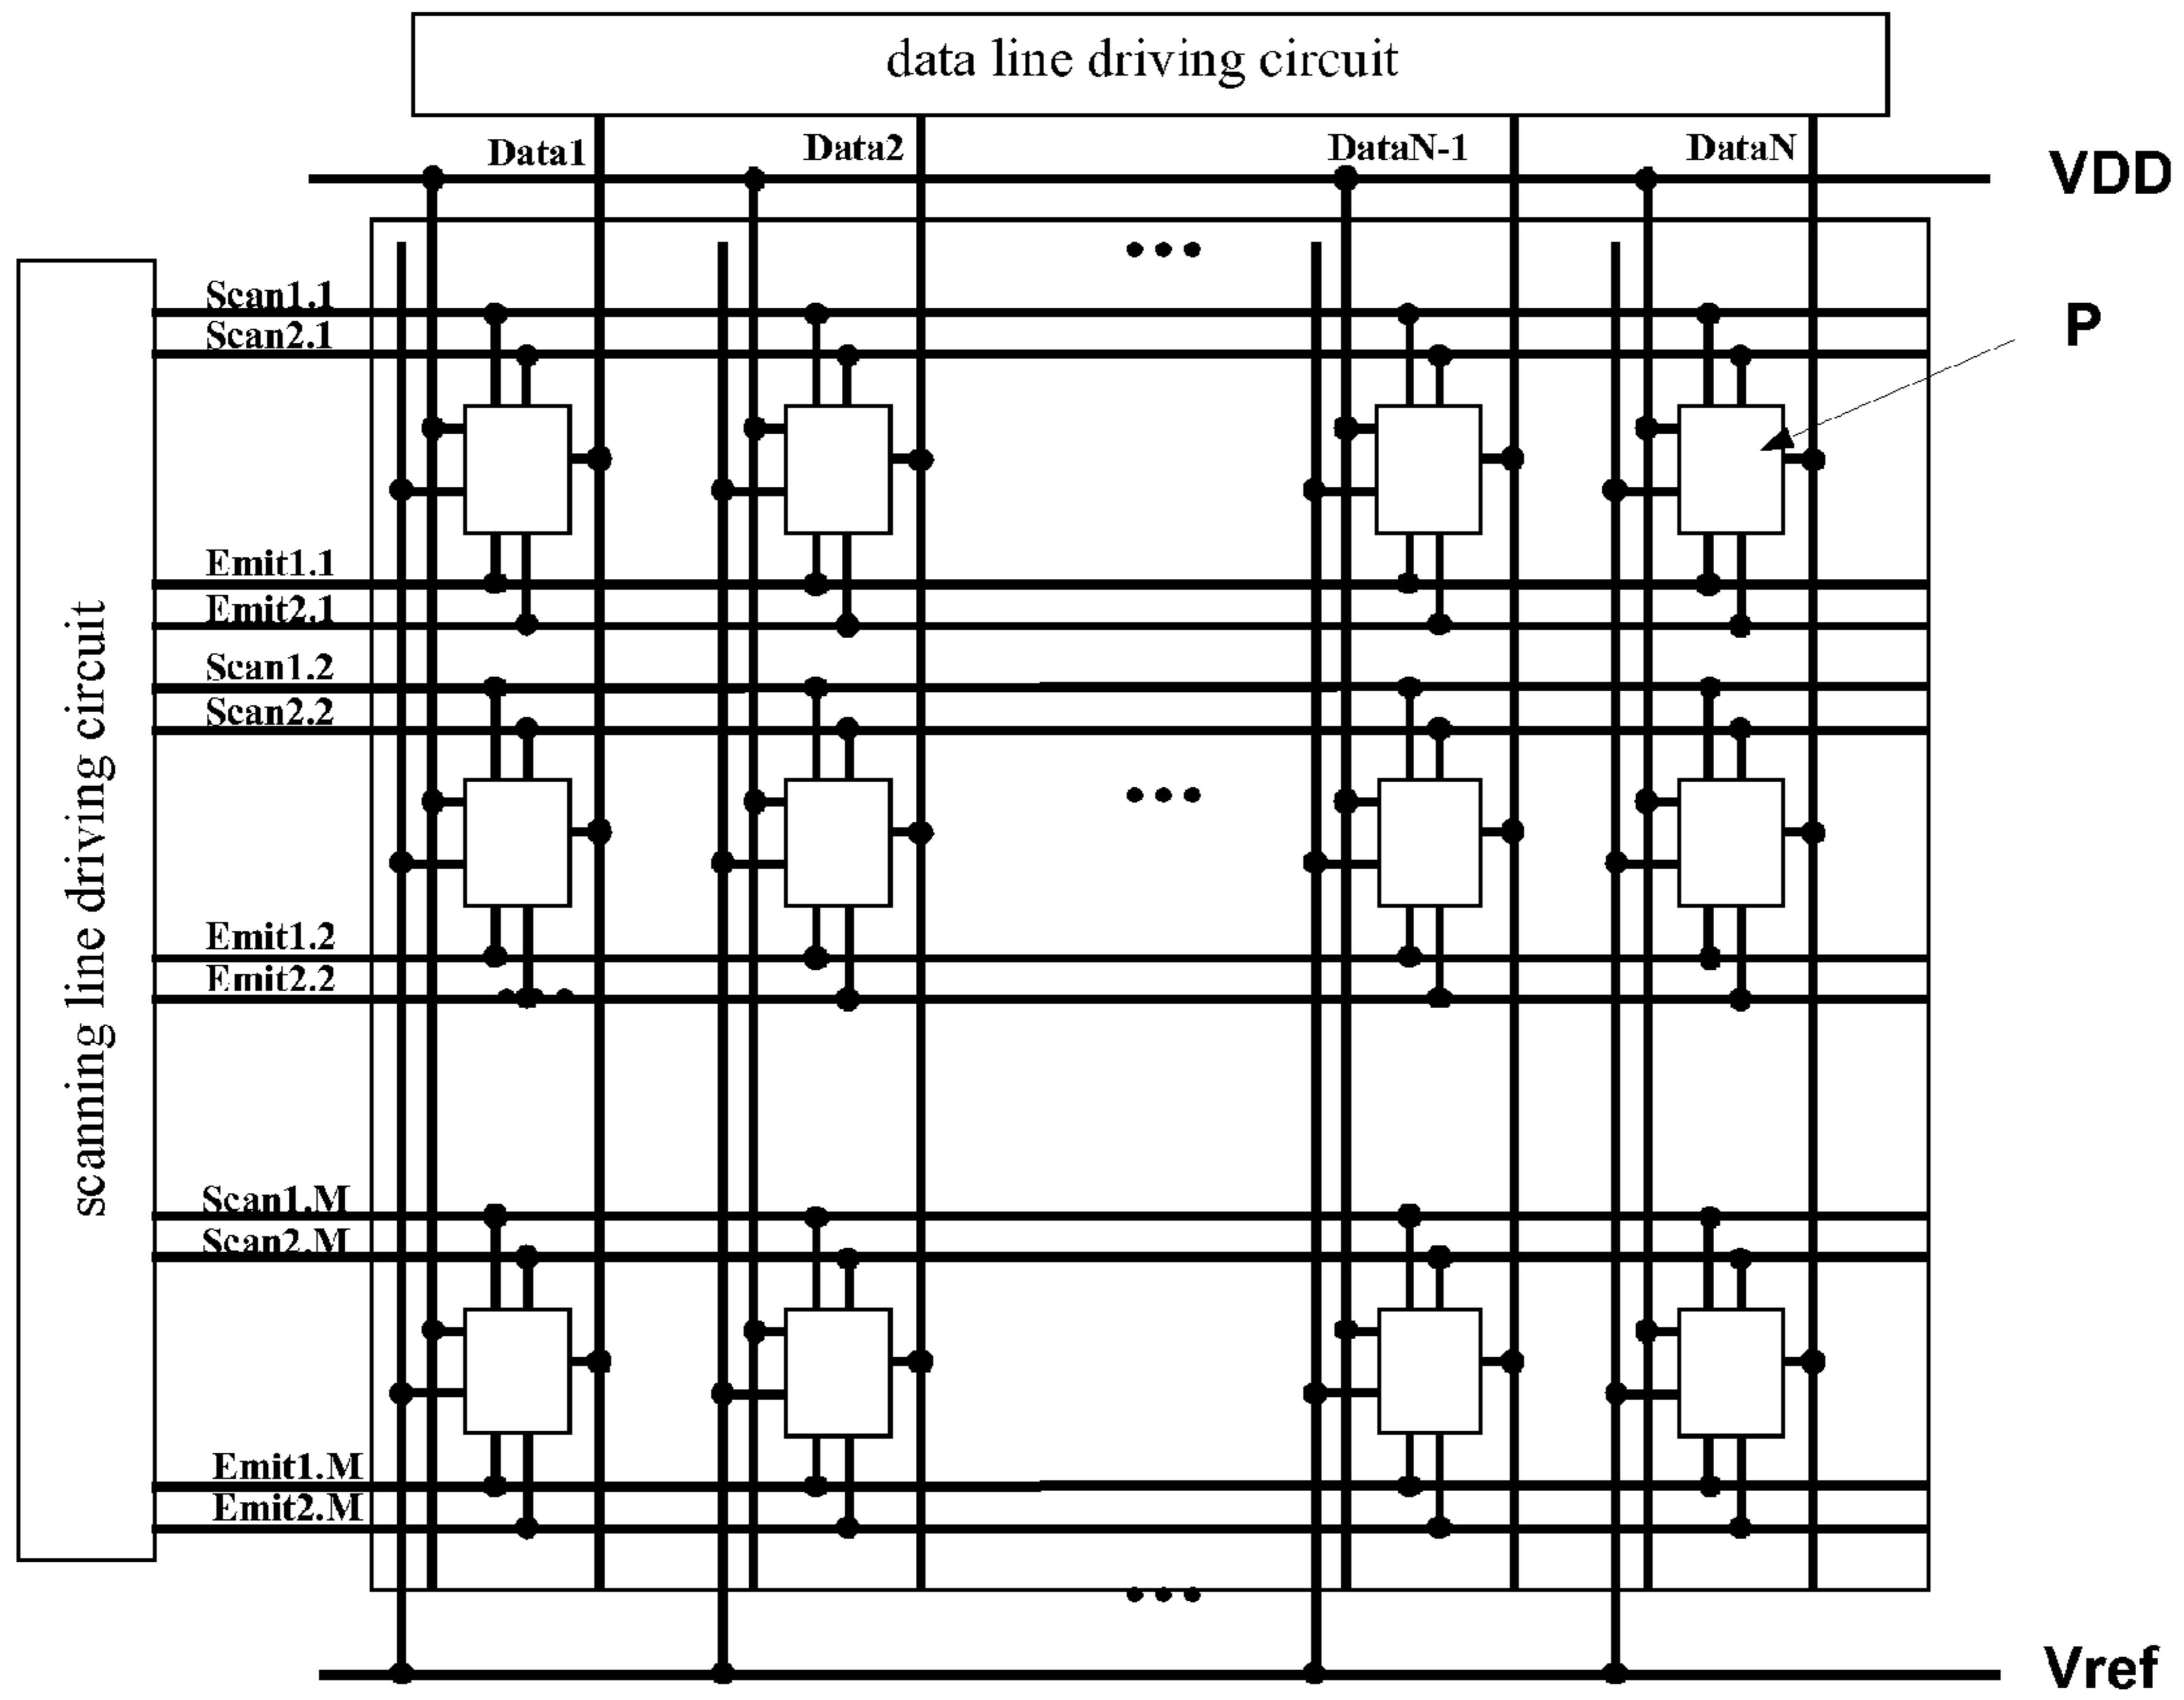 data line driving circuit
Data1
Data2
DataN-1
DataN
VDD
Scan1.1
Scan2.1
P
Emit1.1
Emit2.1
Scan1.2
Scan2.2
Emit1.2
Emit2.2
scanning line driving circuit
Scan1.M
Scan2.M
Emit1.M
Emit2.M
Vref